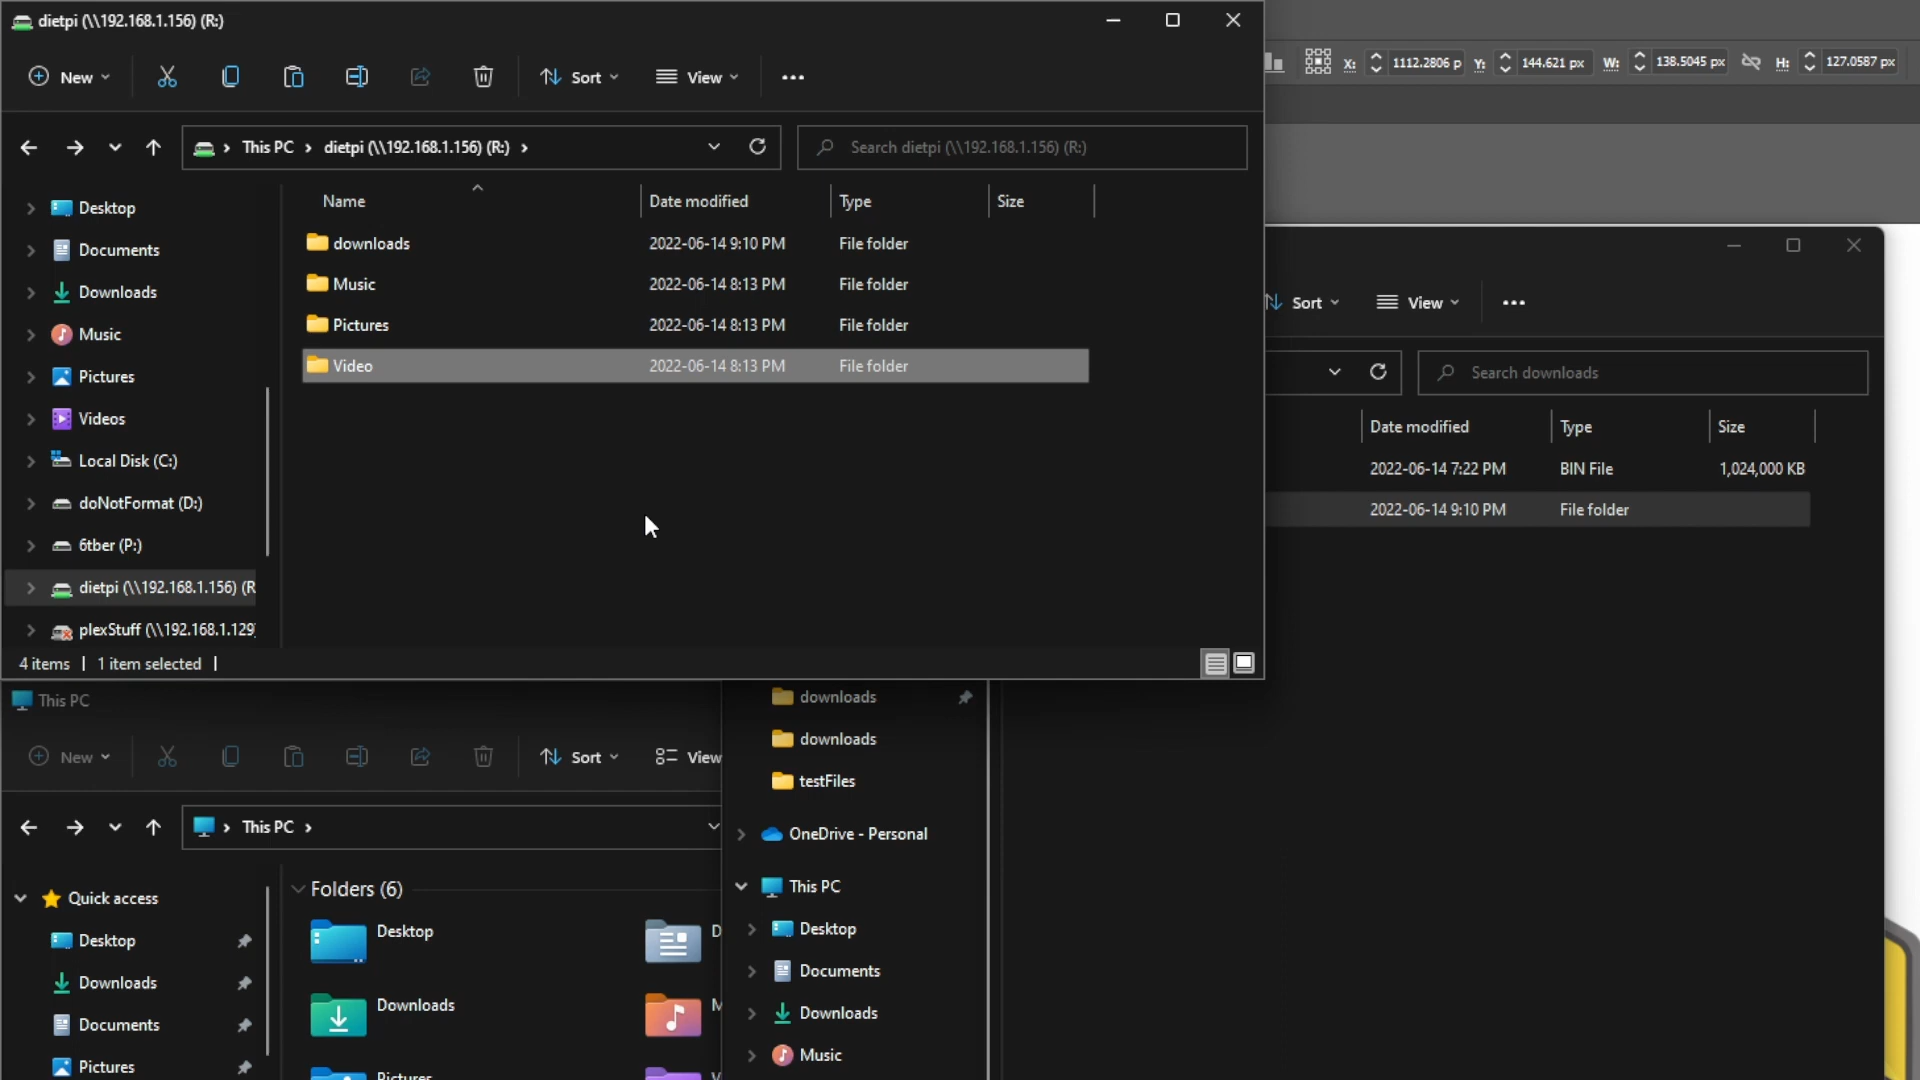 dietpi (\\192.168.1.156) (R:)
New
Sort
View
This PC
dietpi (\\192.168.1.156) (R:)
Search dietpi (\\192.168.1.156) (R:)
Desktop
Documents
Downloads
Music
Pictures
Videos
Local Disk (C:)
doNotFormat (D:)
6tber (P:)
dietpi (\\192.168.1.156) (R
plexStuff (\\192.168.1.129)
Name Date modified Type Size
downloads 2022-06-14 9:10 PM File folder
Music 2022-06-14 8:13 PM File folder
Pictures 2022-06-14 8:13 PM File folder
Video 2022-06-14 8:13 PM File folder
4 items 1 item selected
X: 1112.2806 p Y: 144.621 px W: 138.5045 px H: 127.0587 px
Sort
View
Search downloads
Date modified Type Size
2022-06-14 7:22 PM BIN File 1,024,000 KB
2022-06-14 9:10 PM File folder
This PC
New
Sort
View
This PC
Quick access
Desktop
Downloads
Documents
Pictures
Folders (6)
Desktop
D
Downloads
M
Pictures
V
downloads
downloads
testFiles
OneDrive - Personal
This PC
Desktop
Documents
Downloads
Music